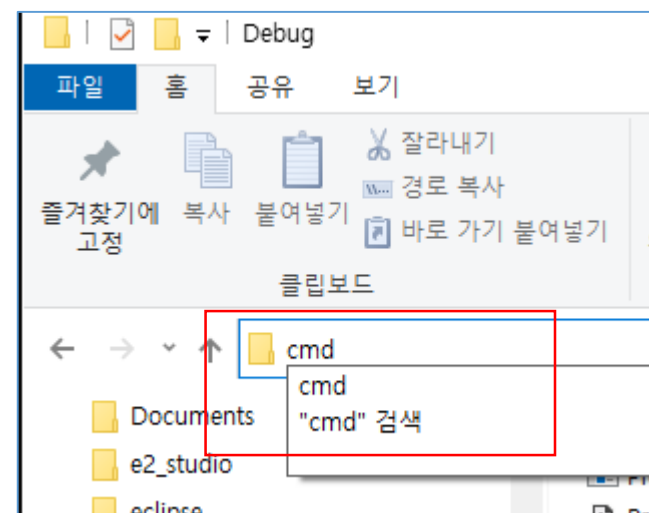 Debug
파일 홈 공유 보기
즐겨찾기에
고정
복사
붙여넣기
잘라내기
경로 복사
바로 가기 붙여넣기
클립보드
cmd
cmd
"cmd" 검색
Documents
e2_studio
eclipse